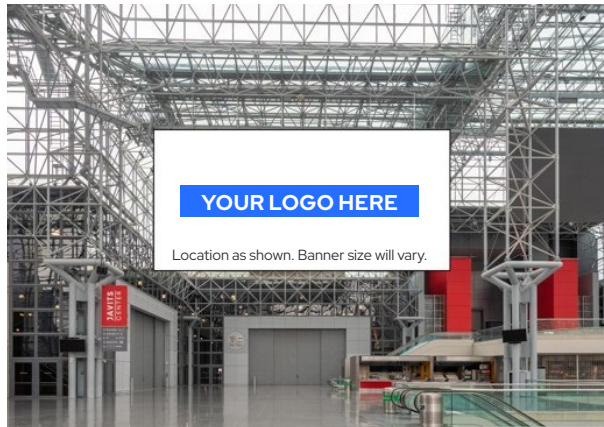 YOUR LOGO HERE
Location as shown. Banner size will vary.
JAVITS
CENTER